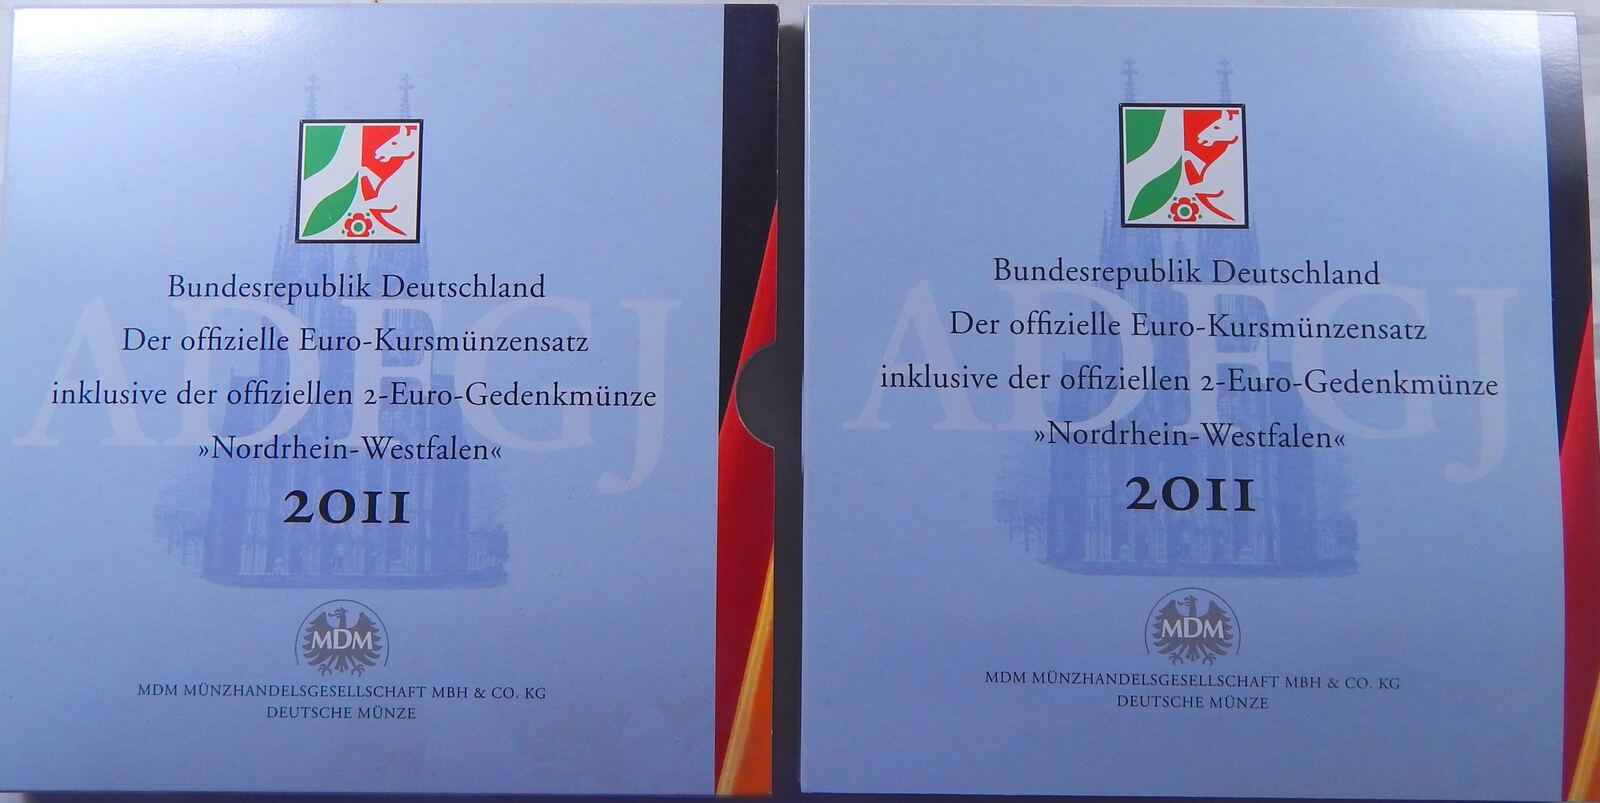 ADFGJ
Bundesrepublik Deutschland
Der offizielle Euro-Kursmünzensatz
inklusive der offiziellen 2-Euro-Gedenkmünze
»Nordrhein-Westfalen«
2011
MDM
MDM MÜNZHANDELSGESELLSCHAFT MBH & CO. KG
DEUTSCHE MÜNZE
ADFGJ
Bundesrepublik Deutschland
Der offizielle Euro-Kursmünzensatz
inklusive der offiziellen 2-Euro-Gedenkmünze
»Nordrhein-Westfalen«
2011
MDM
MDM MÜNZHANDELSGESELLSCHAFT MBH & CO. KG
DEUTSCHE MÜNZE